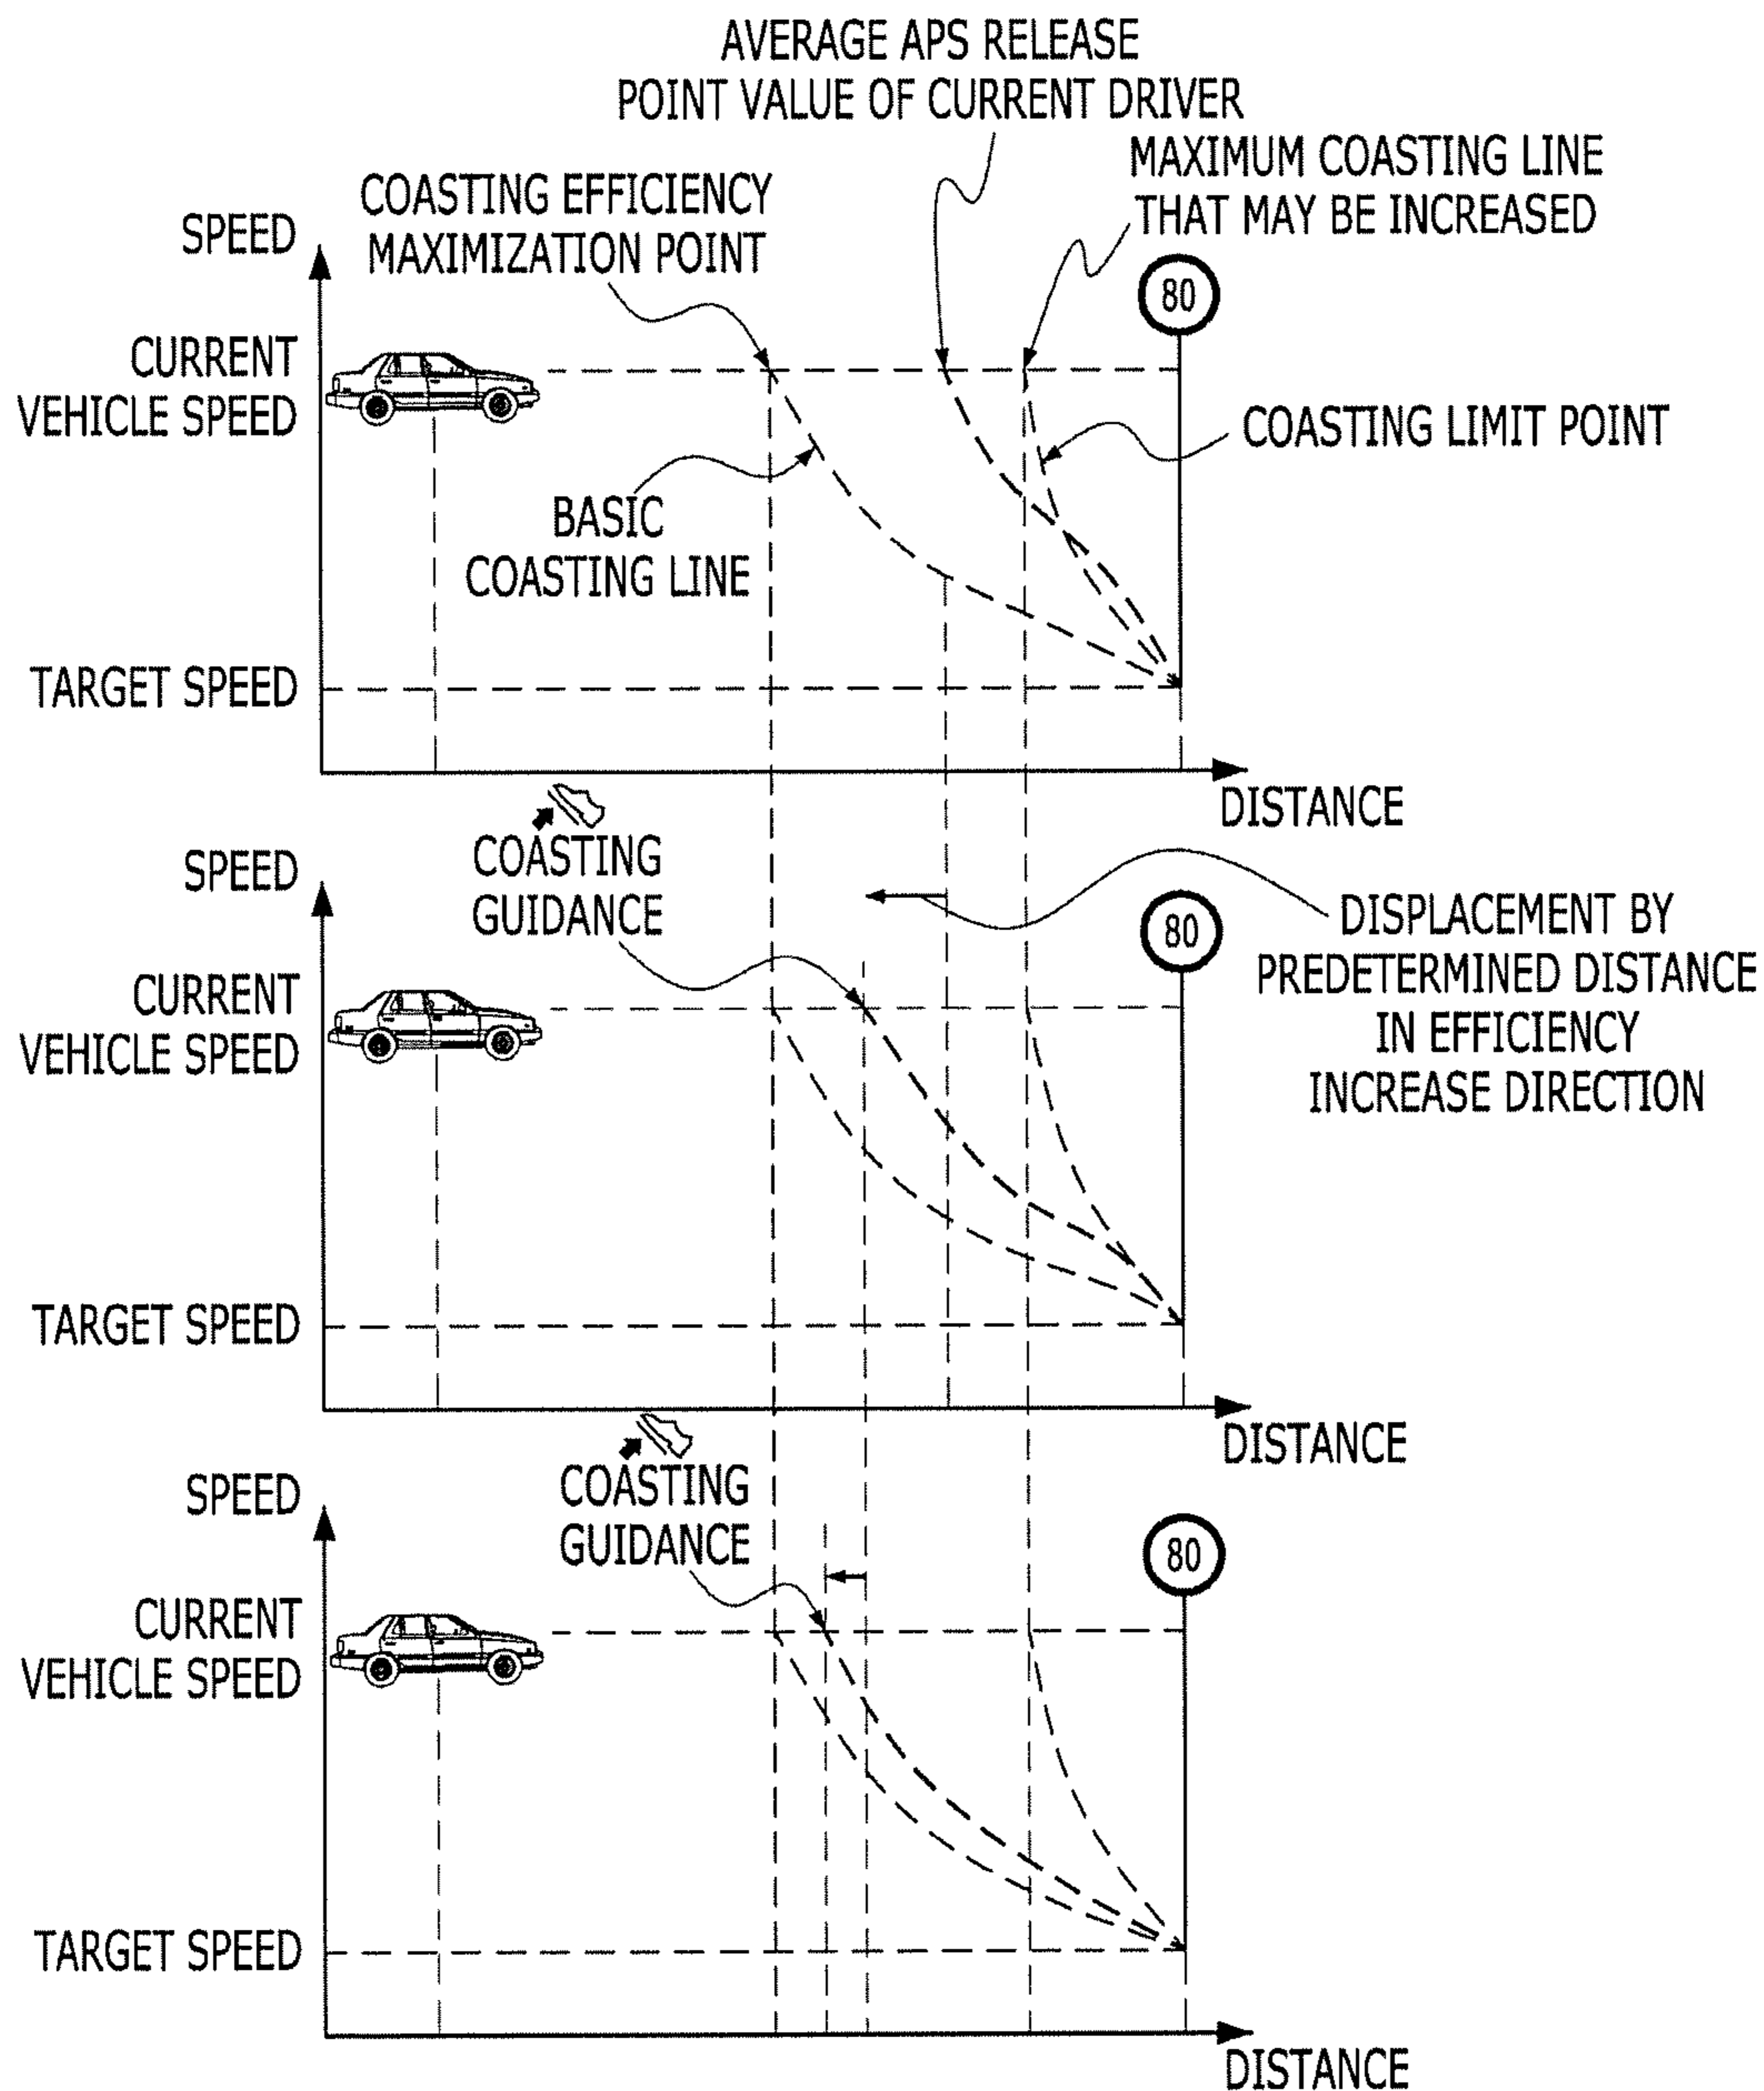 AVERAGE APS RELEASE
POINT VALUE OF CURRENT DRIVER
MAXIMUM COASTING LINE
THAT MAY BE INCREASED
COASTING EFFICIENCY
MAXIMIZATION POINT
SPEED
80
CURRENT
VEHICLE SPEED
COASTING LIMIT POINT
BASIC
COASTING LINE
TARGET SPEED
DISTANCE
COASTING
GUIDANCE
SPEED
80
DISPLACEMENT BY
PREDETERMINED DISTANCE
IN EFFICIENCY
INCREASE DIRECTION
CURRENT
VEHICLE SPEED
TARGET SPEED
DISTANCE
COASTING
GUIDANCE
SPEED
80
CURRENT
VEHICLE SPEED
TARGET SPEED
DISTANCE